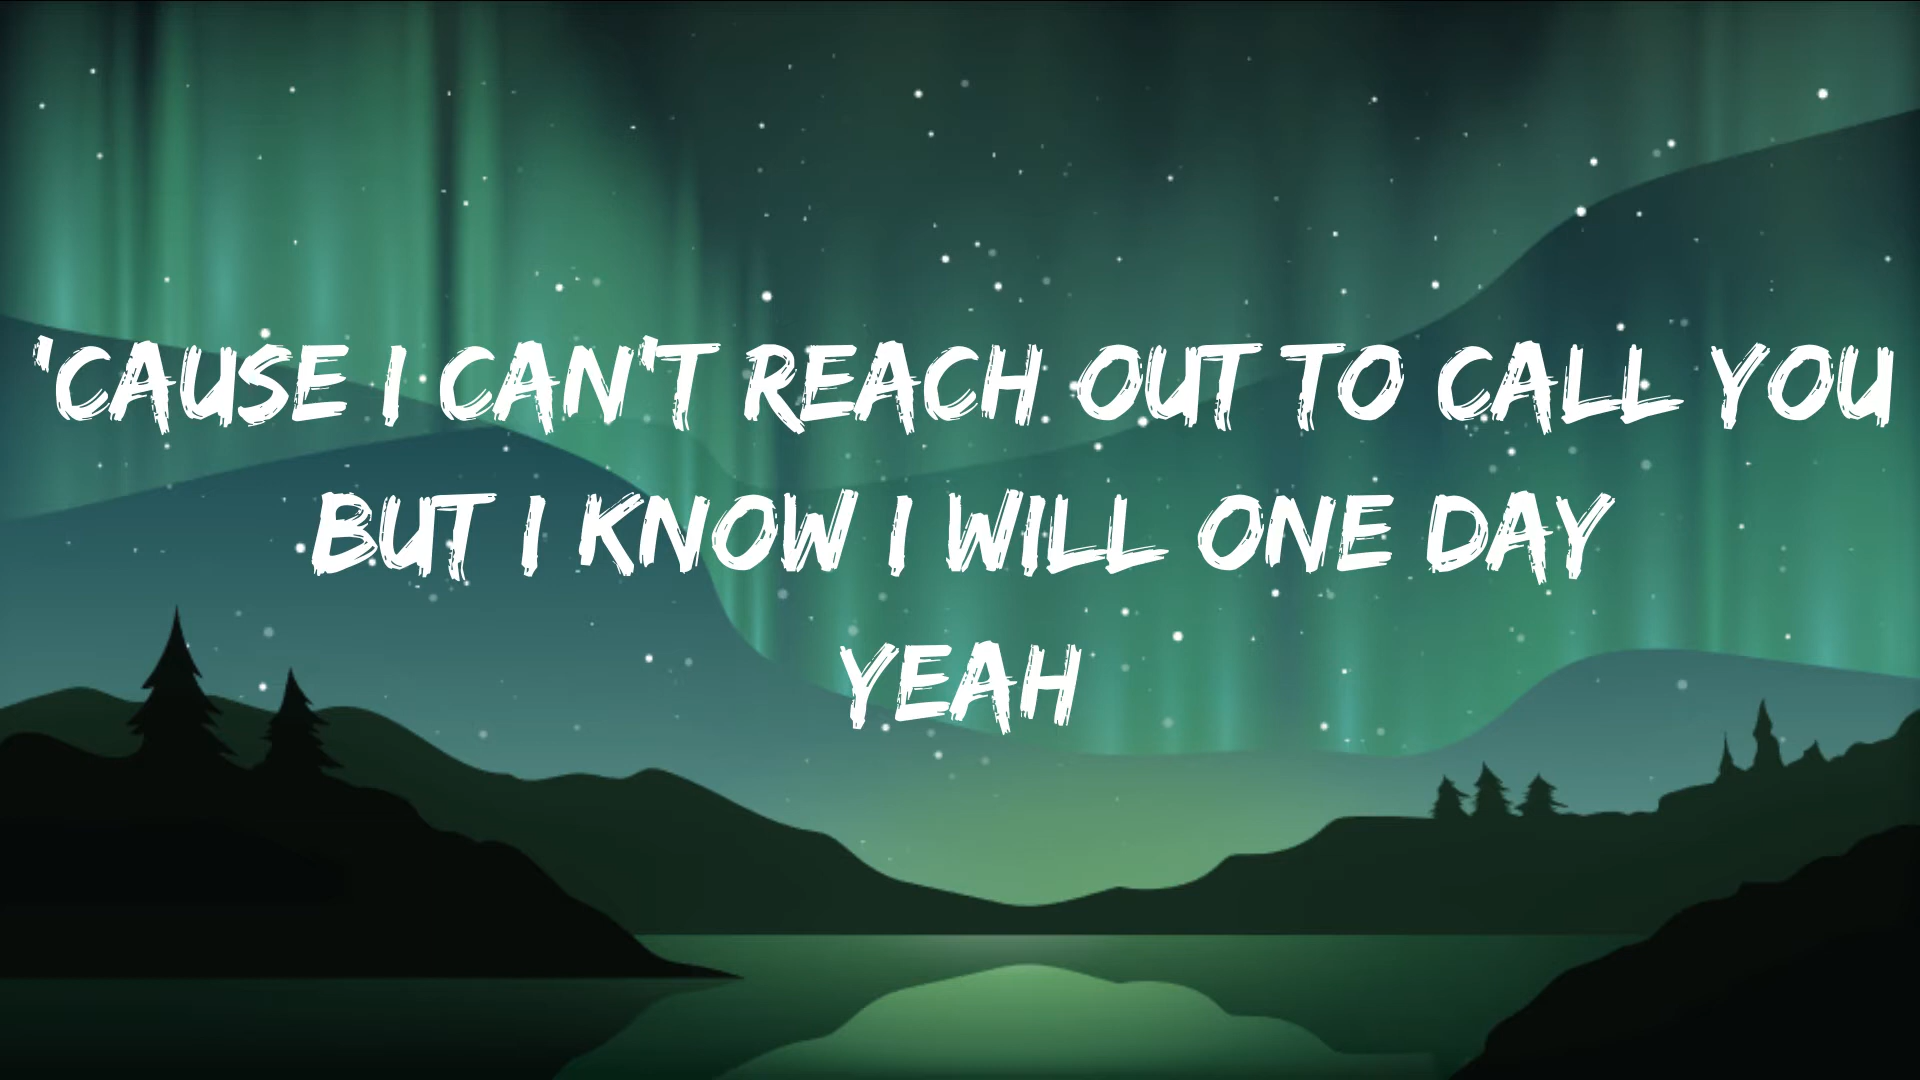 'CAUSE I CAN'T REACH OUT TO CALL YOU
BUT I KNOW I WILL ONE DAY
YEAH